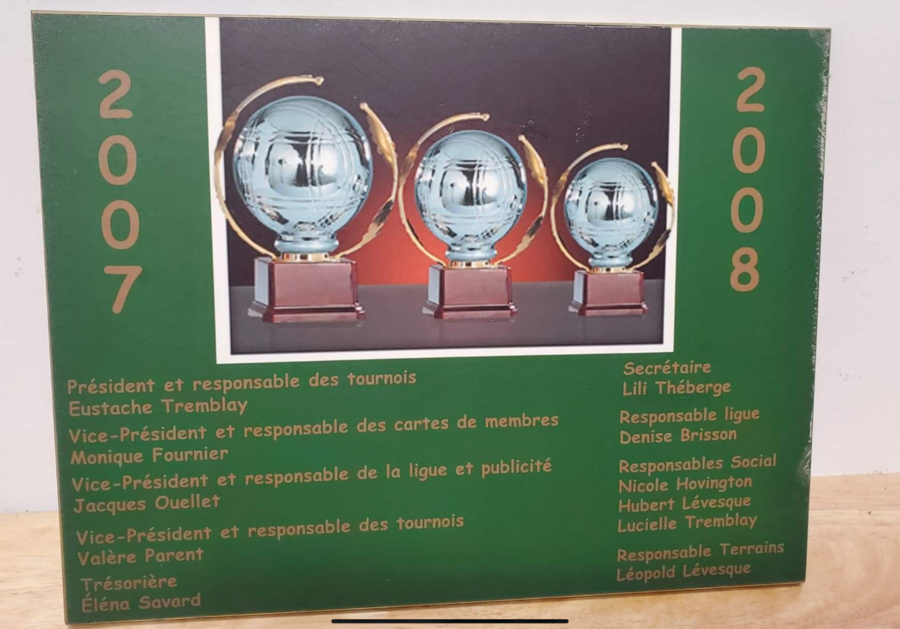 2007
2008
Président et responsable des tournois
Eustache Tremblay
Vice-Président et responsable des cartes de membres
Monique Fournier
Vice-Président et responsable de la ligue et publicité
Jacques Ouellet
Vice-Président et responsable des tournois
Valère Parent
Trésorière
Éléna Savard
Secrétaire
Lili Théberge
Responsable ligue
Denise Brisson
Responsables Social
Nicole Hovington
Hubert Lévesque
Lucielle Tremblay
Responsable Terrains
Léopold Lévesque